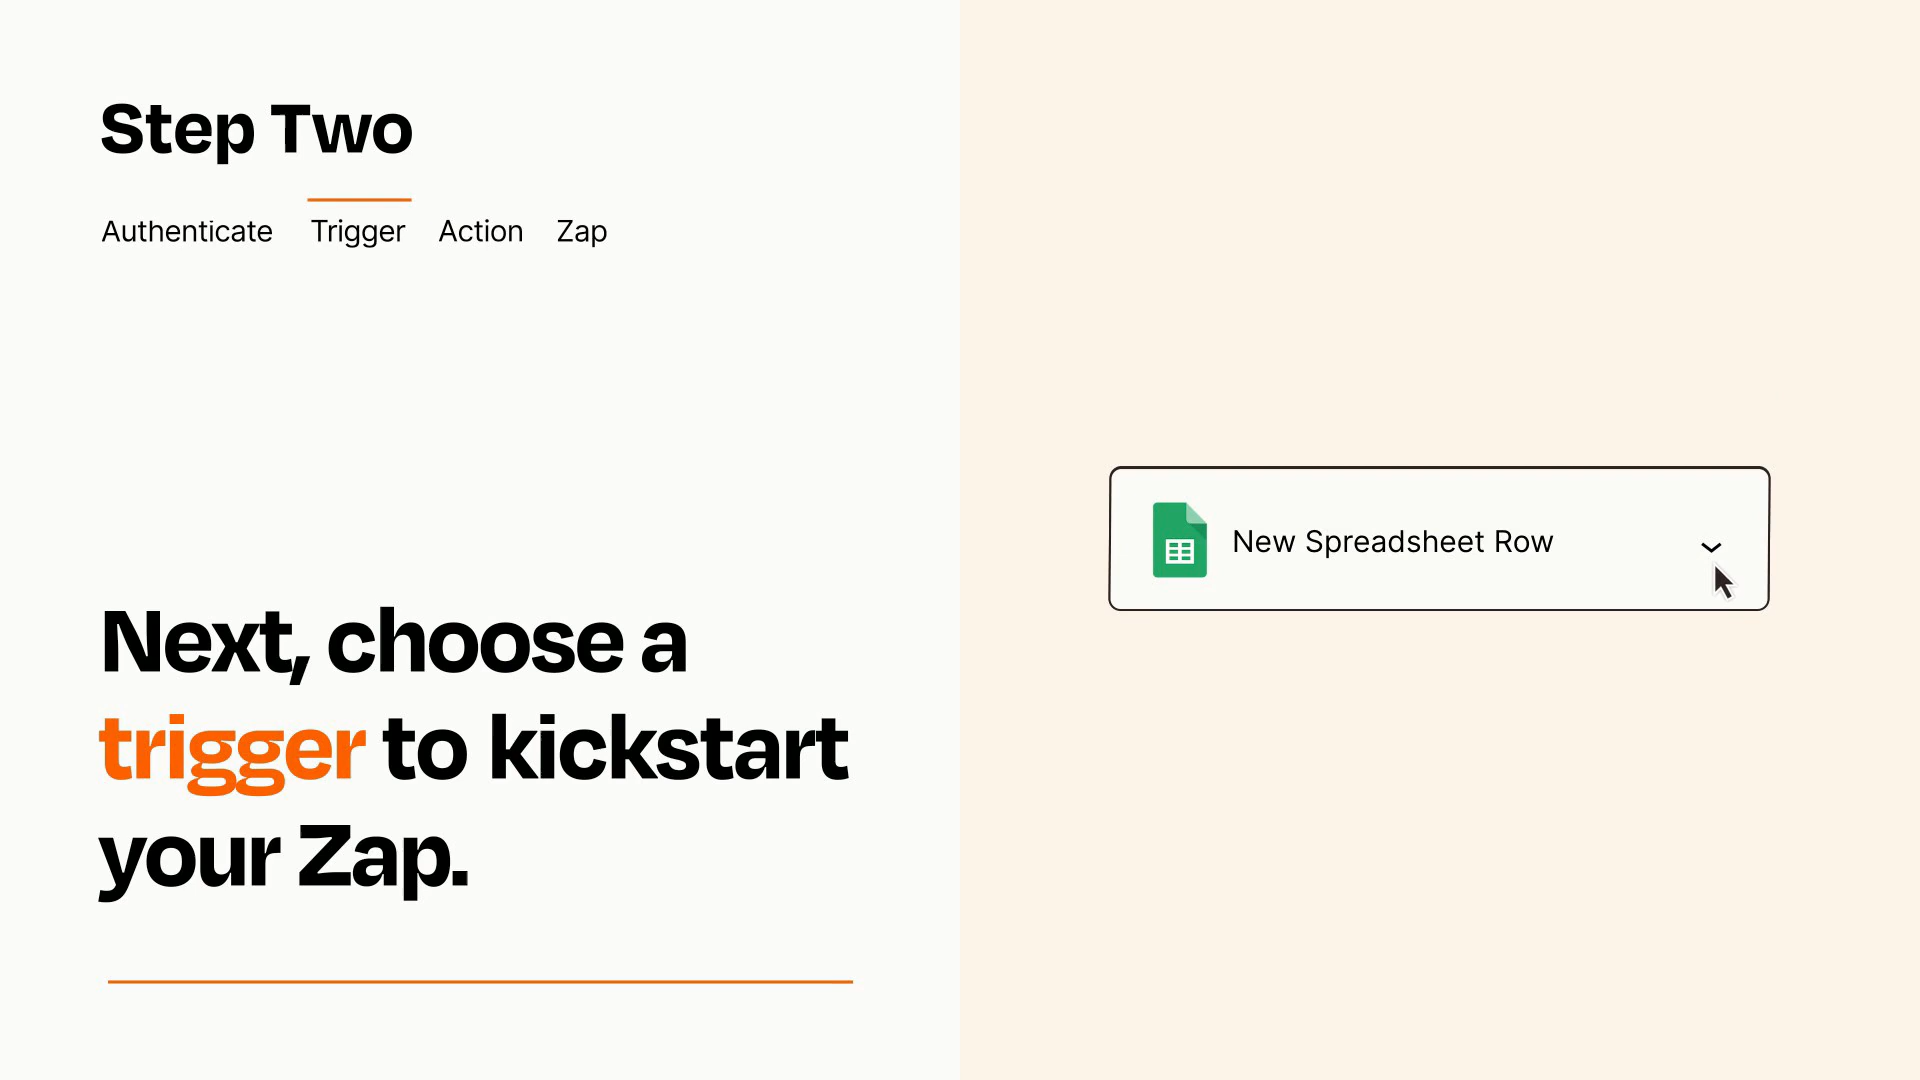 Step Two
Authenticate Trigger Action Zap
Next, choose a
trigger to kickstart
your Zap.
New Spreadsheet Row